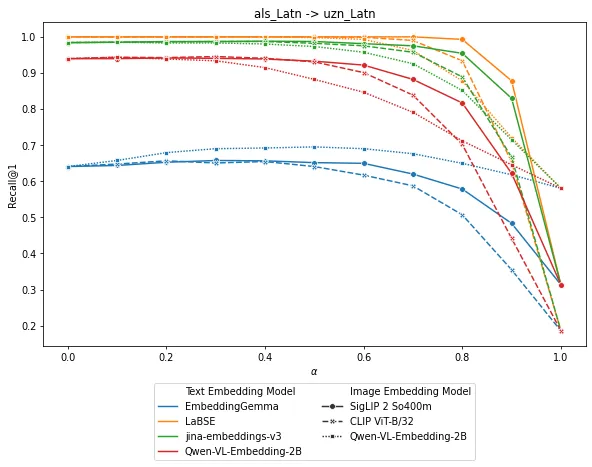 als_Latn -> uzn_Latn
1.0
0.9
0.8
0.7
0.6
0.5
0.4
0.3
0.2
Recall@1
0.0 0.2 0.4 0.6 0.8 1.0
α
Text Embedding Model Image Embedding Model
EmbeddingGemma SigLIP 2 So400m
LaBSE CLIP ViT-B/32
jina-embeddings-v3 Qwen-VL-Embedding-2B
Qwen-VL-Embedding-2B